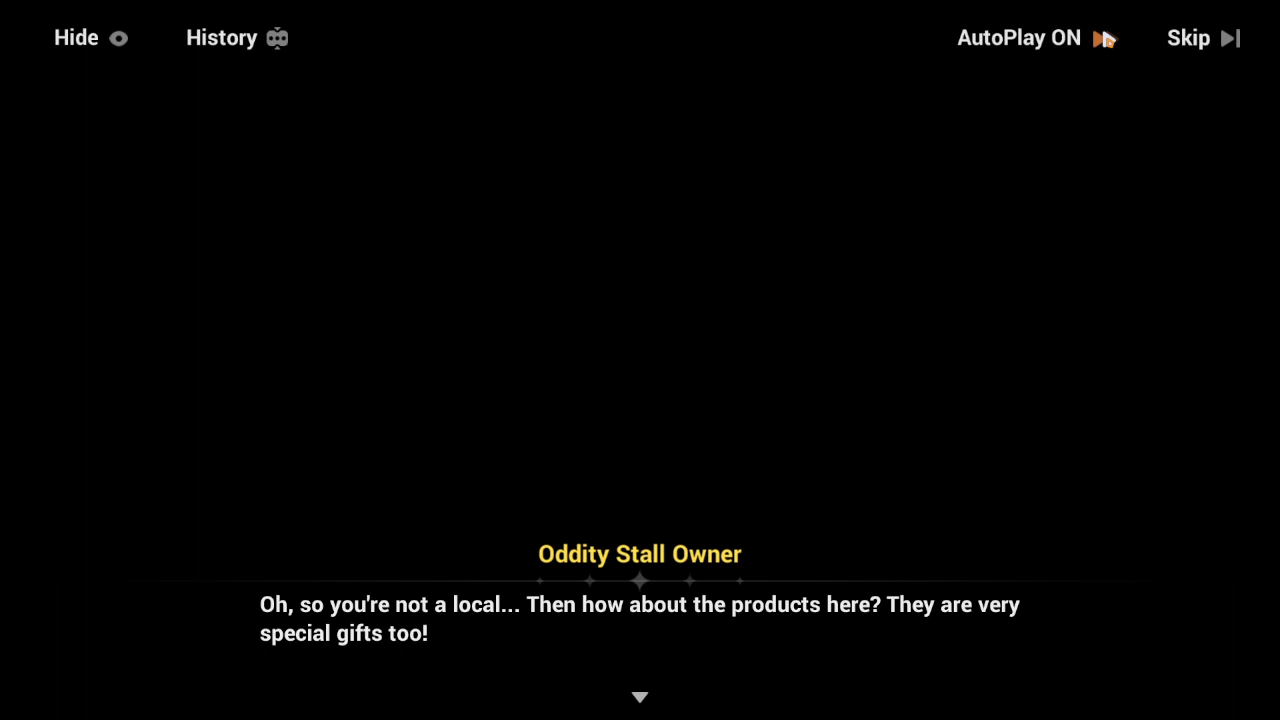 Hide
History
AutoPlay ON
Skip
Oddity Stall Owner
Oh, so you're not a local... Then how about the products here? They are very
special gifts too!